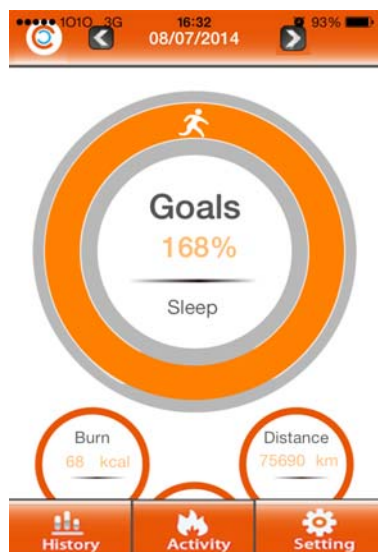 1010 3G 16:32 93%
08/07/2014
Goals
168%
Sleep
Burn
68 kcal
Distance
75690 km
History
Activity
Setting